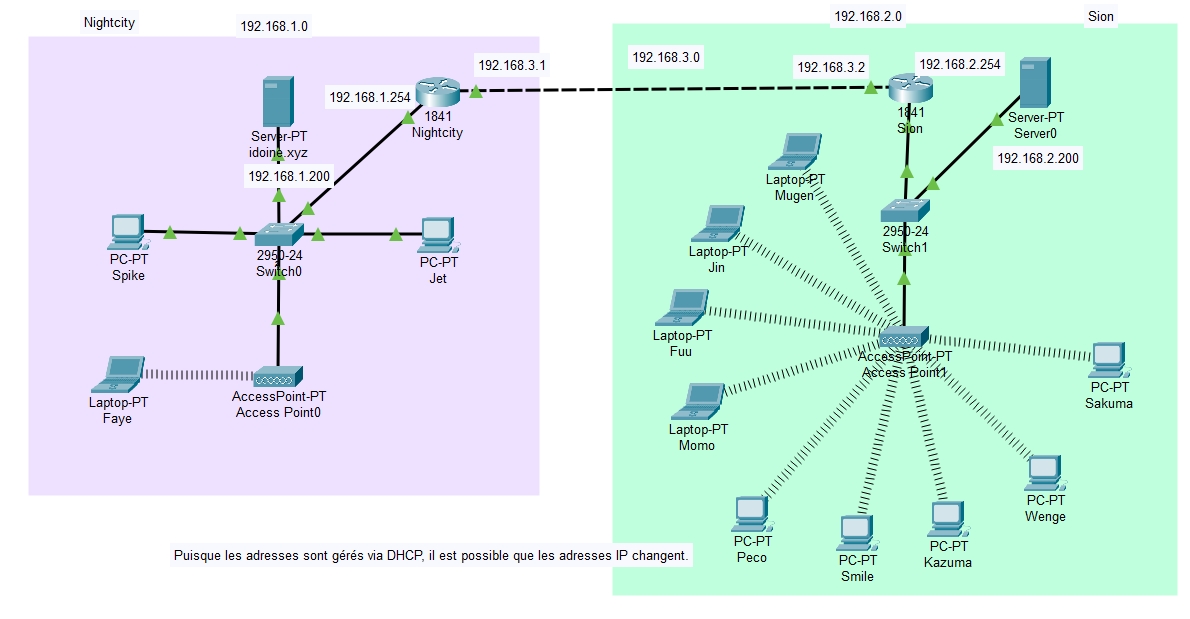 Nightcity
192.168.1.0
192.168.2.0
Sion
192.168.3.1
192.168.3.0
192.168.3.2
192.168.2.254
192.168.1.254
1841
Nightcity
1841
Sion
Server-PT
Server0
Server-PT
idoine.xyz
192.168.2.200
192.168.1.200
Laptop-PT
Mugen
2950-24
Switch1
Laptop-PT
Jin
PC-PT
Spike
2950-24
Switch0
PC-PT
Jet
Laptop-PT
Fuu
AccessPoint-PT
Access Point1
PC-PT
Sakuma
Laptop-PT
Faye
AccessPoint-PT
Access Point0
Laptop-PT
Momo
PC-PT
Wenge
PC-PT
Peco
PC-PT
Smile
PC-PT
Kazuma
Puisque les adresses sont gérés via DHCP, il est possible que les adresses IP changent.